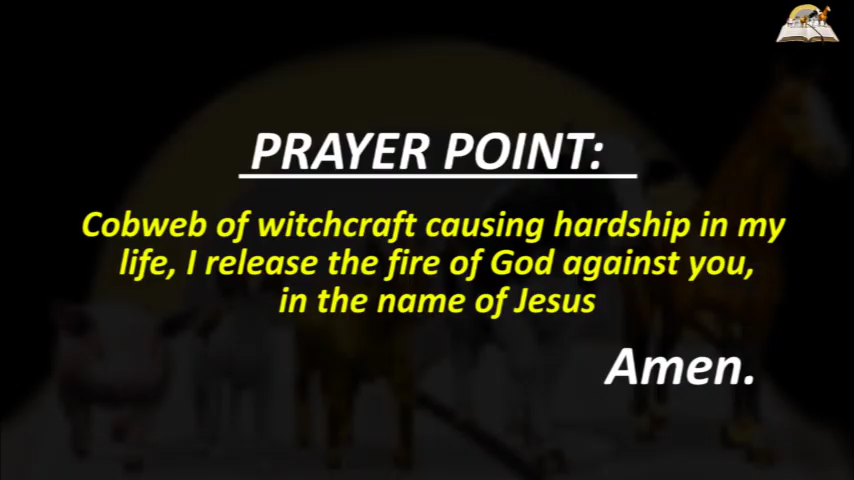 PRAYER POINT:
Cobweb of witchcraft causing hardship in my
life, I release the fire of God against you,
in the name of Jesus
Amen.